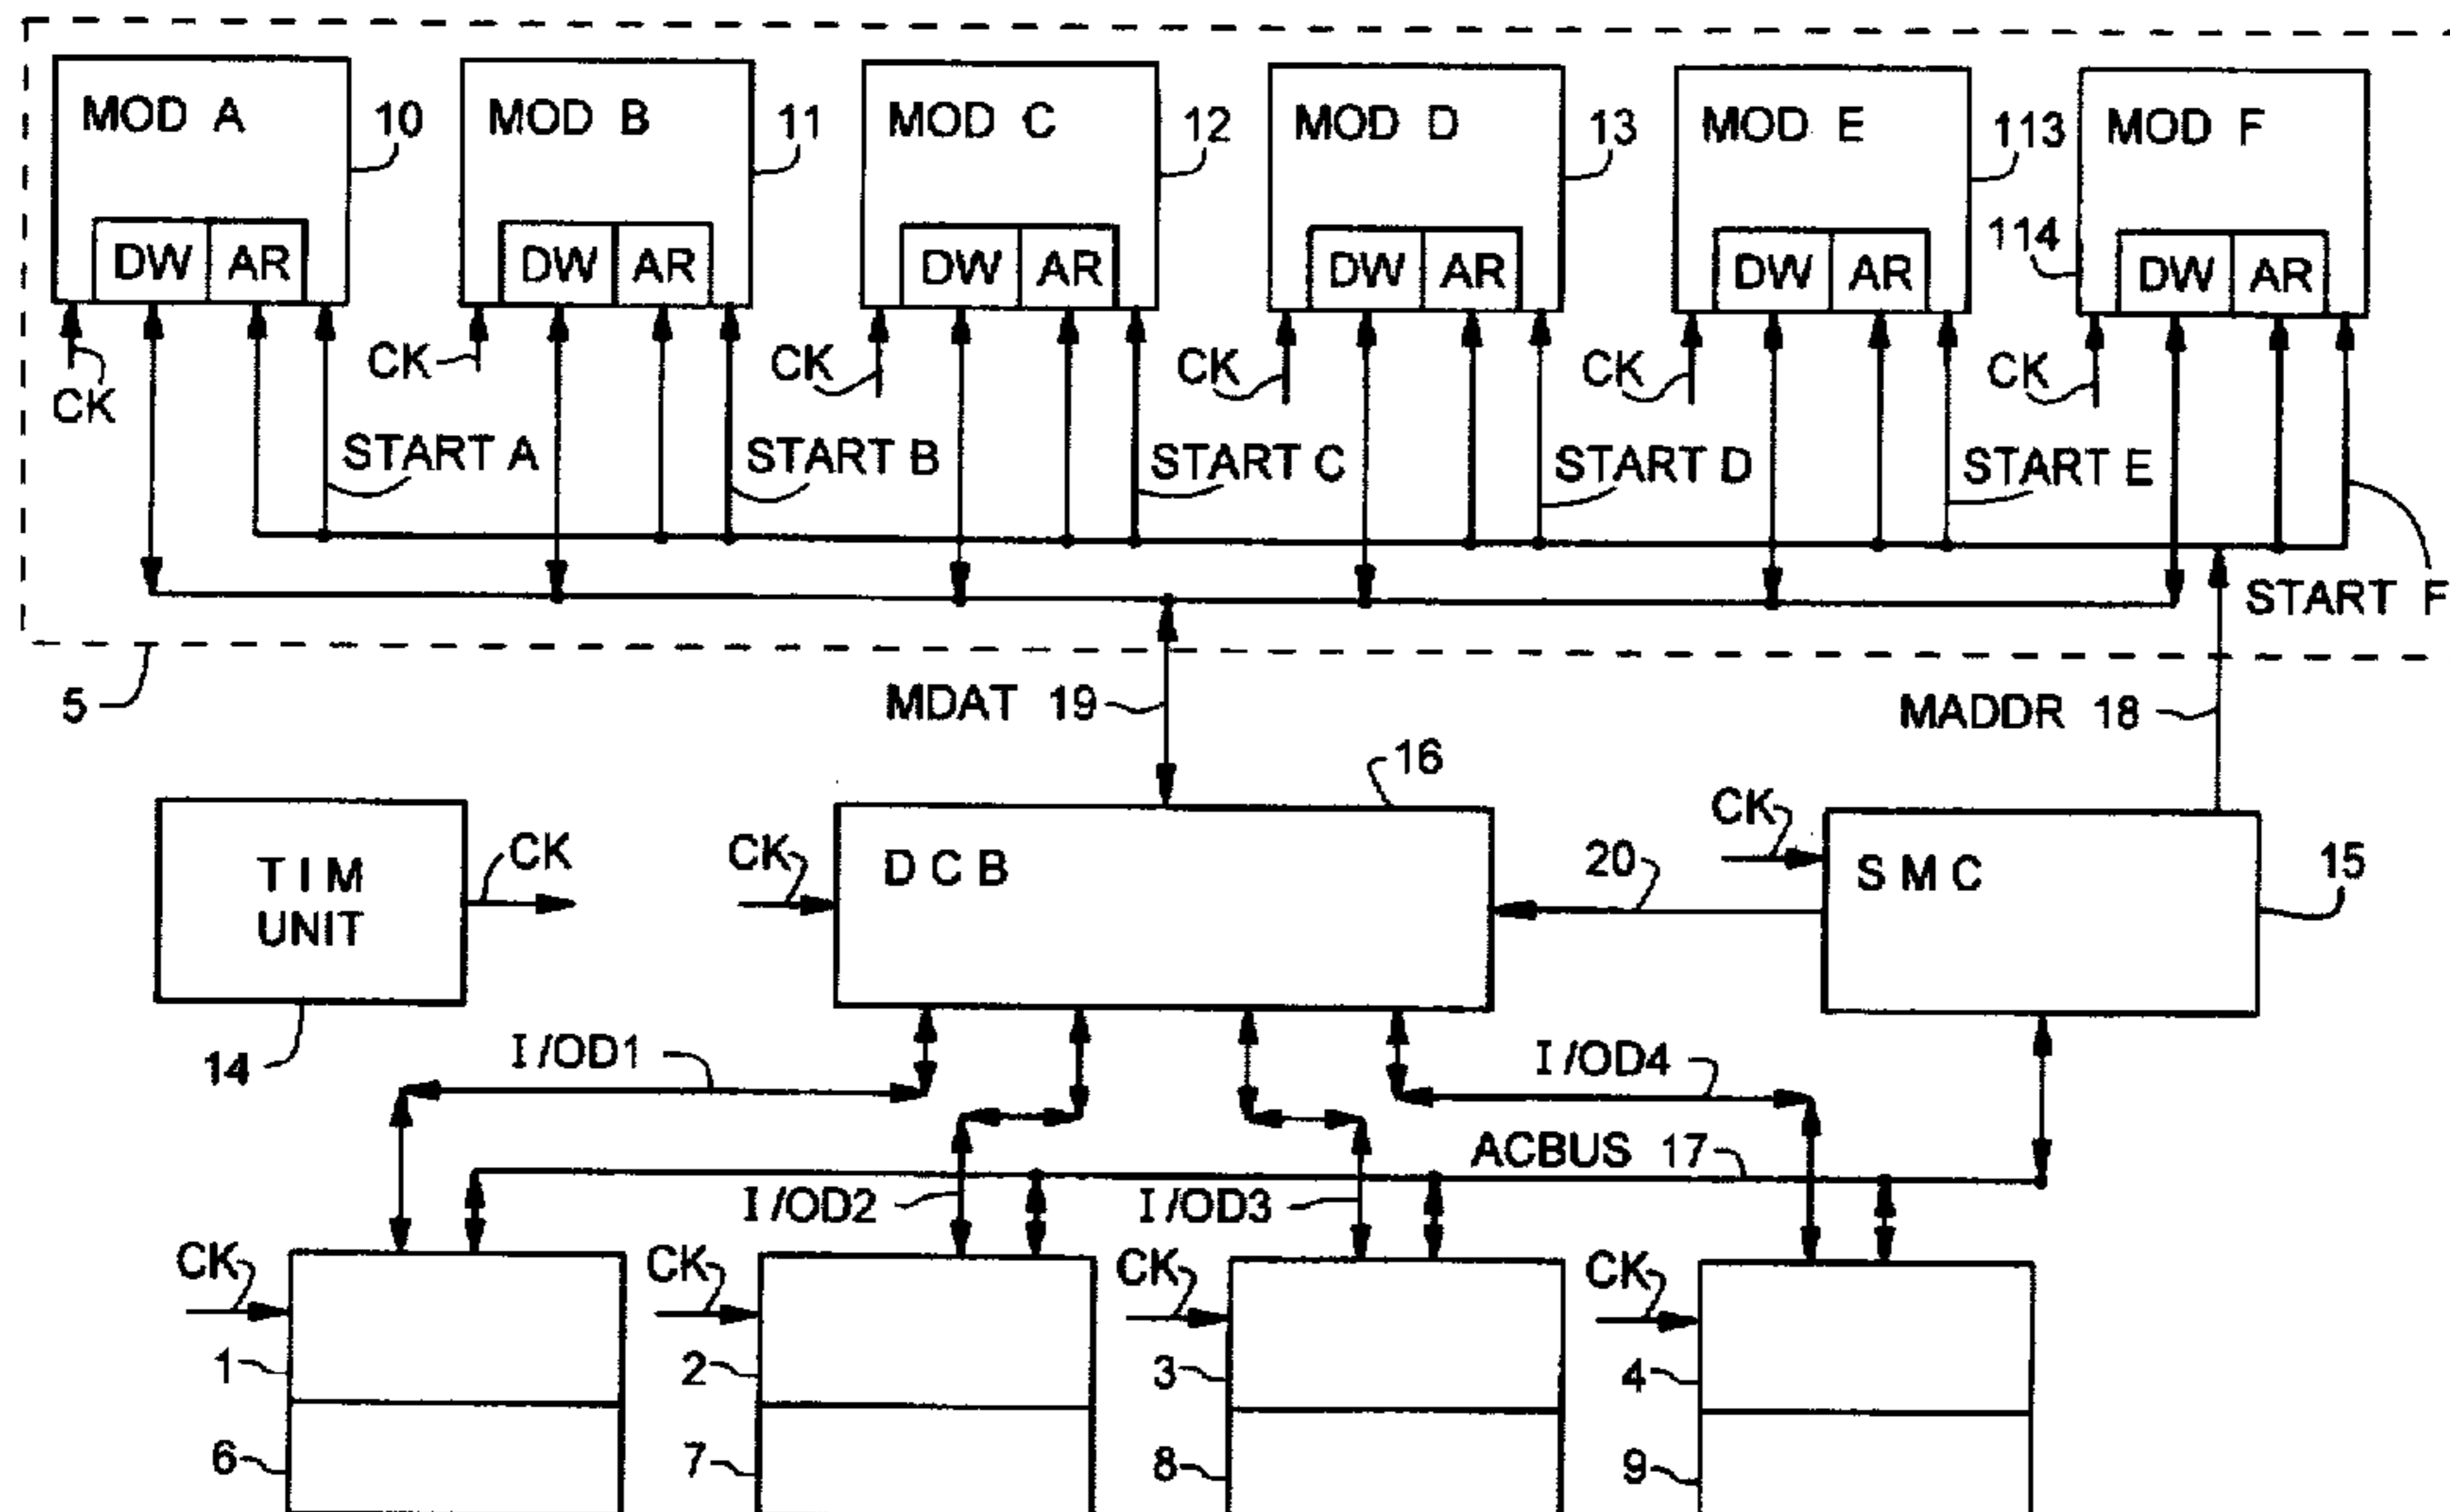 MOD A 10 MOD B 11 MOD C 12 MOD D 13 MOD E 113 MOD F
114
DW AR DW AR DW AR DW AR DW AR DW AR
CK CK CK CK CK CK
START A START B START C START D START E
START F
5 MDAT 19 MADDR 18
16
TIM
UNIT
CK
CK
DCB
20
CK
SMC
15
14
I/OD1
I/OD4
ACBUS 17
I/OD2
I/OD3
CK CK CK CK
1 2 3 4
6 7 8 9